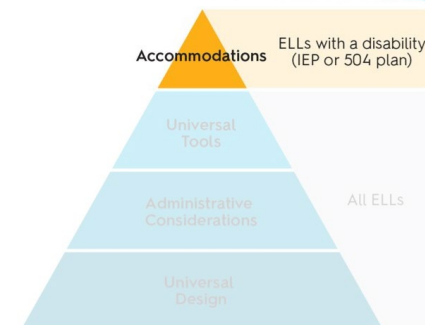 Accommodations
ELLs with a disability
(IEP or 504 plan)
Universal
Tools
Administrative
Considerations
All ELLs
Universal
Design